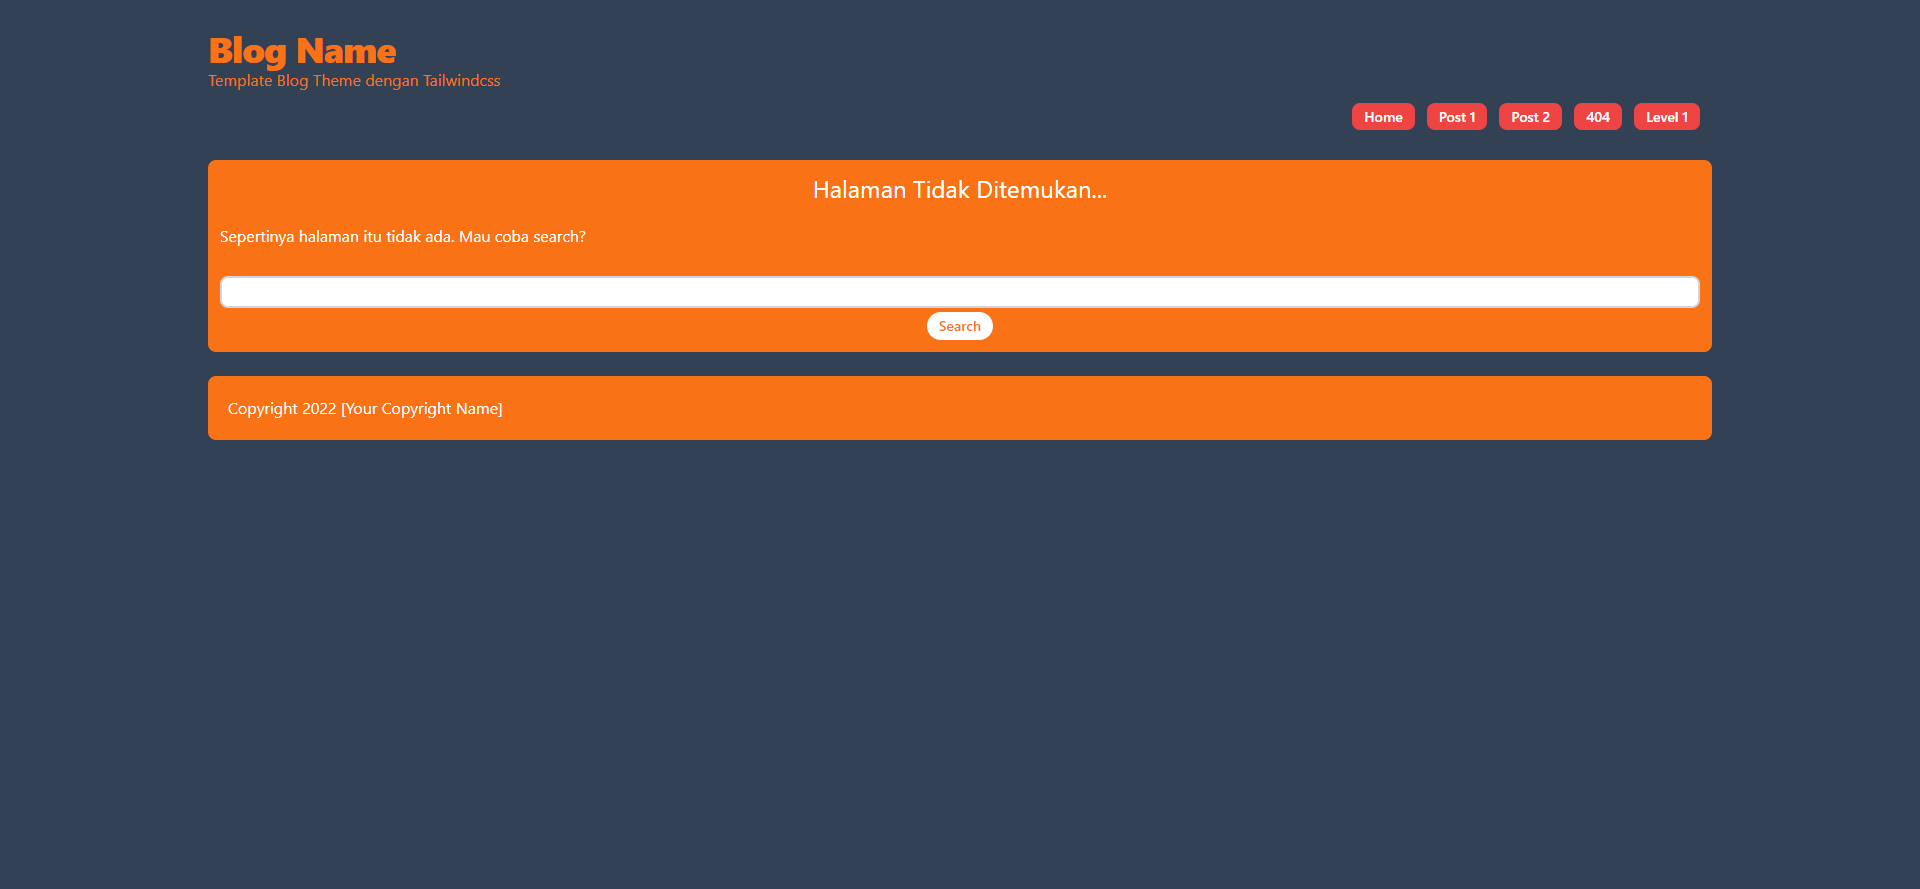 Blog Name
Template Blog Theme dengan Tailwindcss
Home Post 1 Post 2 404 Level 1
Halaman Tidak Ditemukan...
Sepertinya halaman itu tidak ada. Mau coba search?
Search
Copyright 2022 [Your Copyright Name]